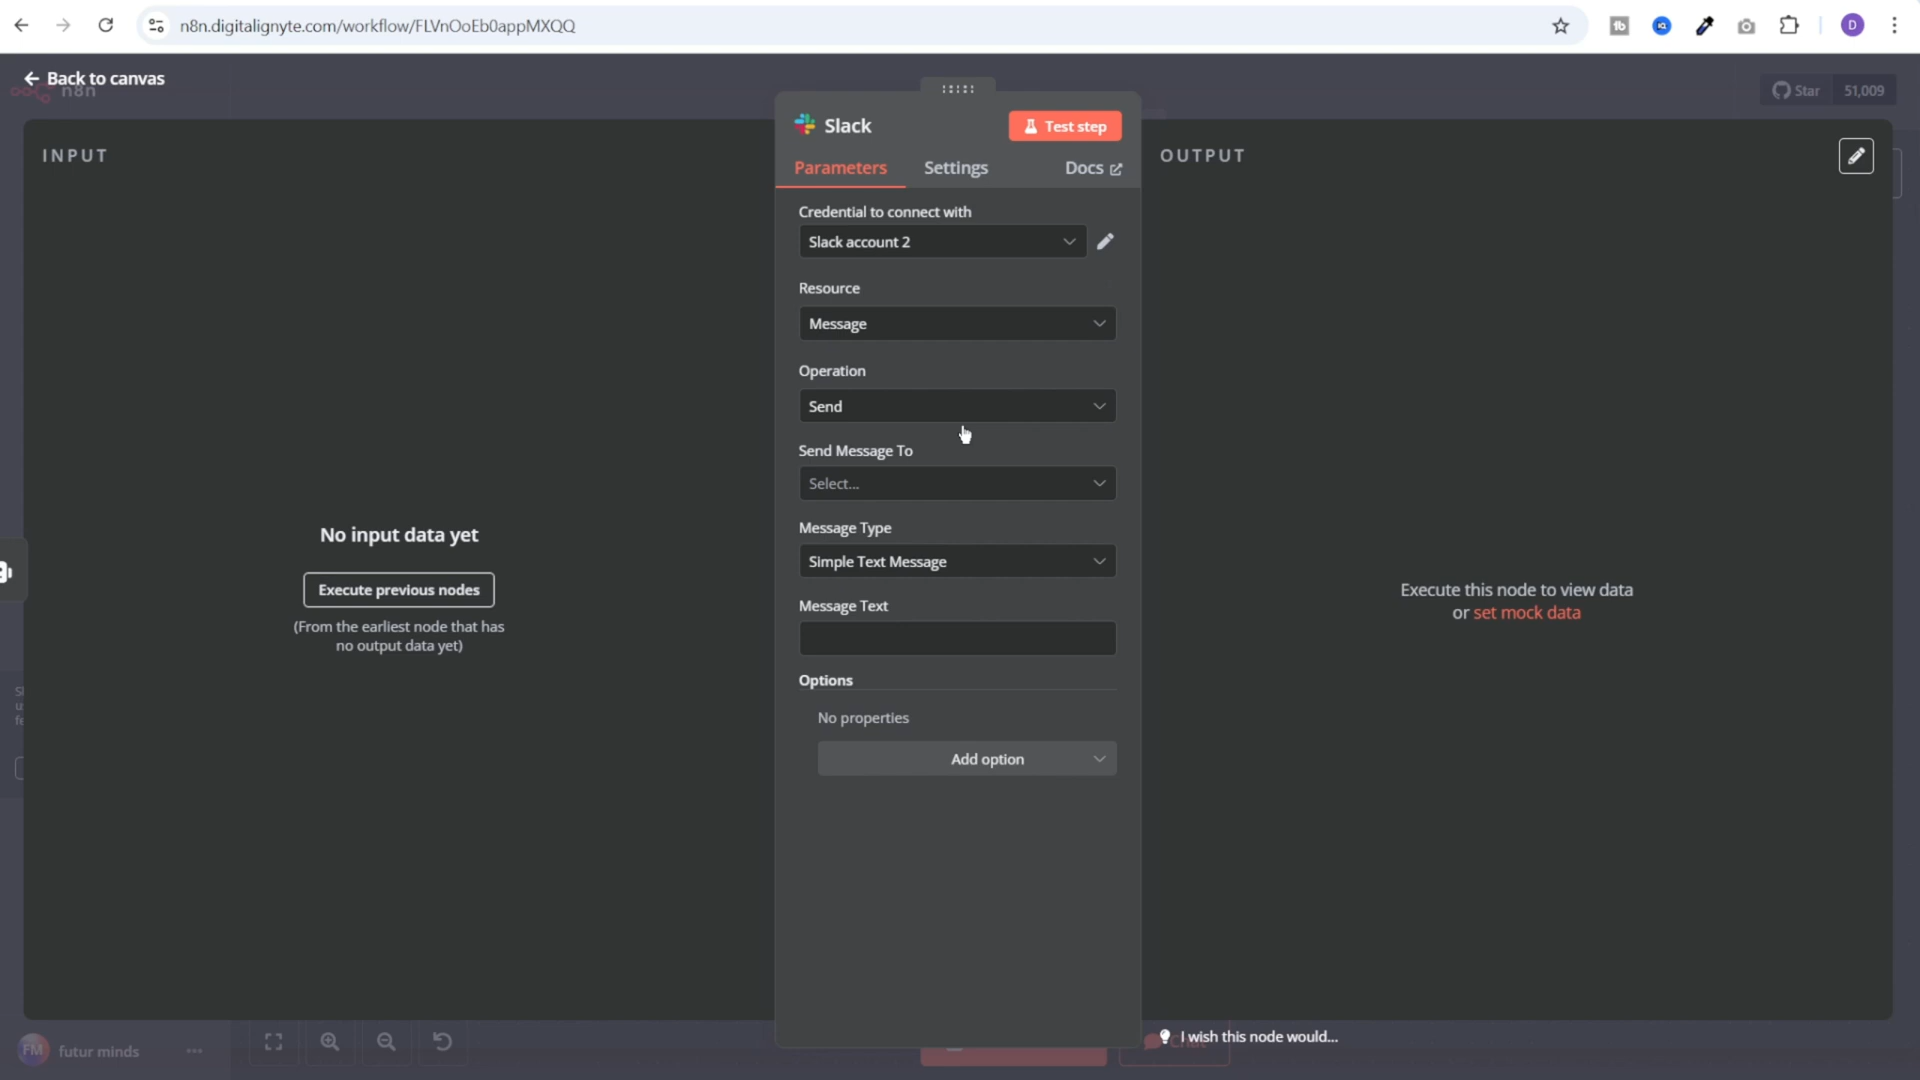 n8n.digitalignyte.com/workflow/FLVnOoEb0appMXQQ
D
Back to canvas
n8n
Star 51,009
INPUT
Slack
Test step
OUTPUT
Parameters
Settings
Docs
Credential to connect with
Slack account 2
Resource
Message
Operation
Send
Send Message To
Select...
Message Type
Simple Text Message
Message Text
Options
No properties
Add option
No input data yet
Execute previous nodes
(From the earliest node that has
no output data yet)
Execute this node to view data
or set mock data
FM
futur minds
I wish this node would...